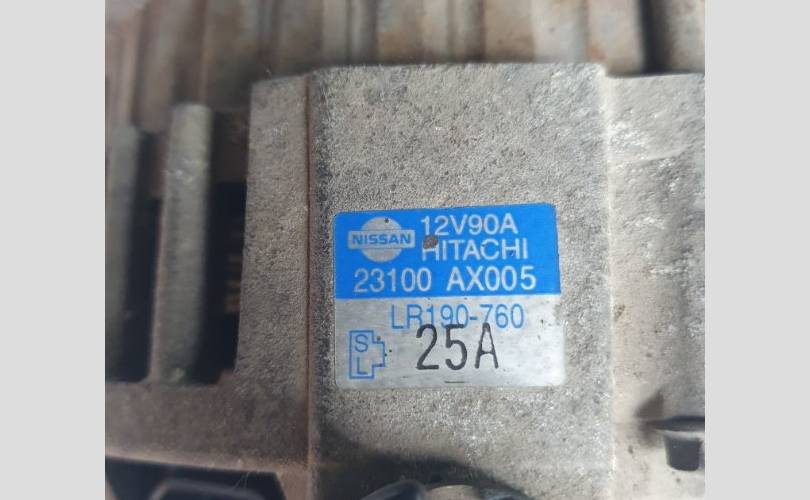 NISSAN
12V90A
HITACHI
23100 AX005
LR190-760
S
L
25A